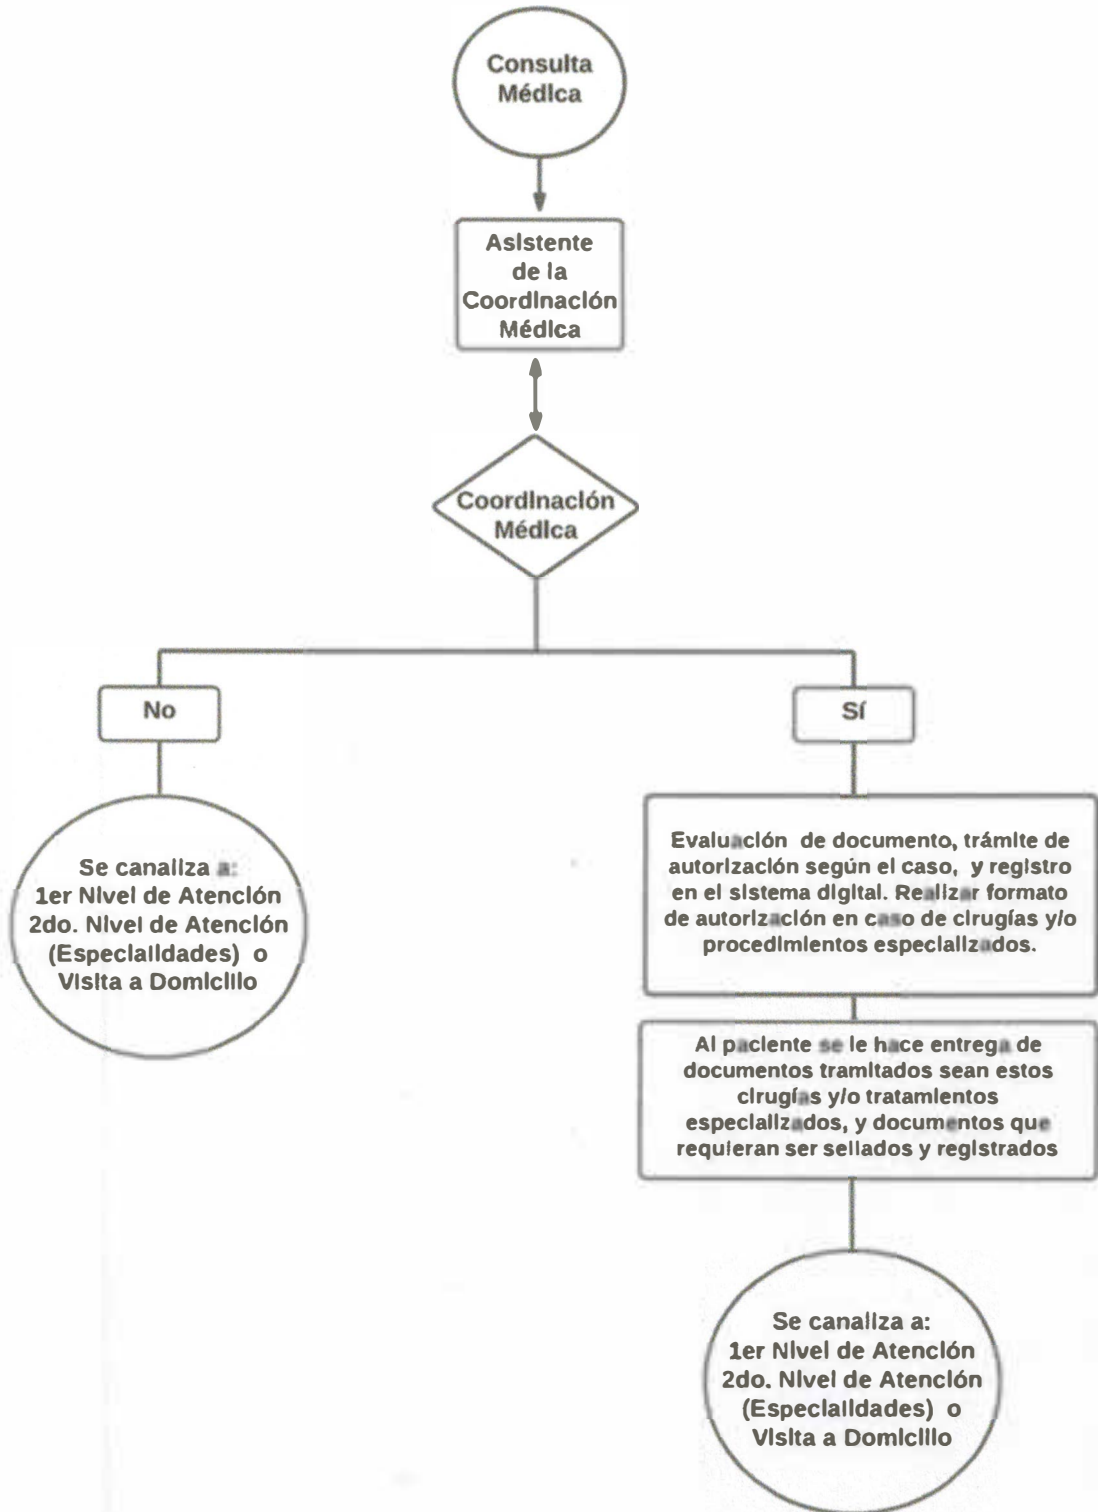 Consulta
Médica
Asistente
de la
Coordinación
Médica
Coordinación
Médica
No
Sí
Se canaliza a:
1er Nivel de Atención
2do. Nivel de Atención
(Especialidades) o
Visita a Domicilio
Evaluación de documento, trámite de
autorización según el caso, y registro
en el sistema digital. Realizar formato
de autorización en caso de cirugías y/o
procedimientos especializados.
Al paciente se le hace entrega de
documentos tramitados sean estos
cirugías y/o tratamientos
especializados, y documentos que
requieran ser sellados y registrados
Se canaliza a:
1er Nivel de Atención
2do. Nivel de Atención
(Especialidades) o
Visita a Domicilio